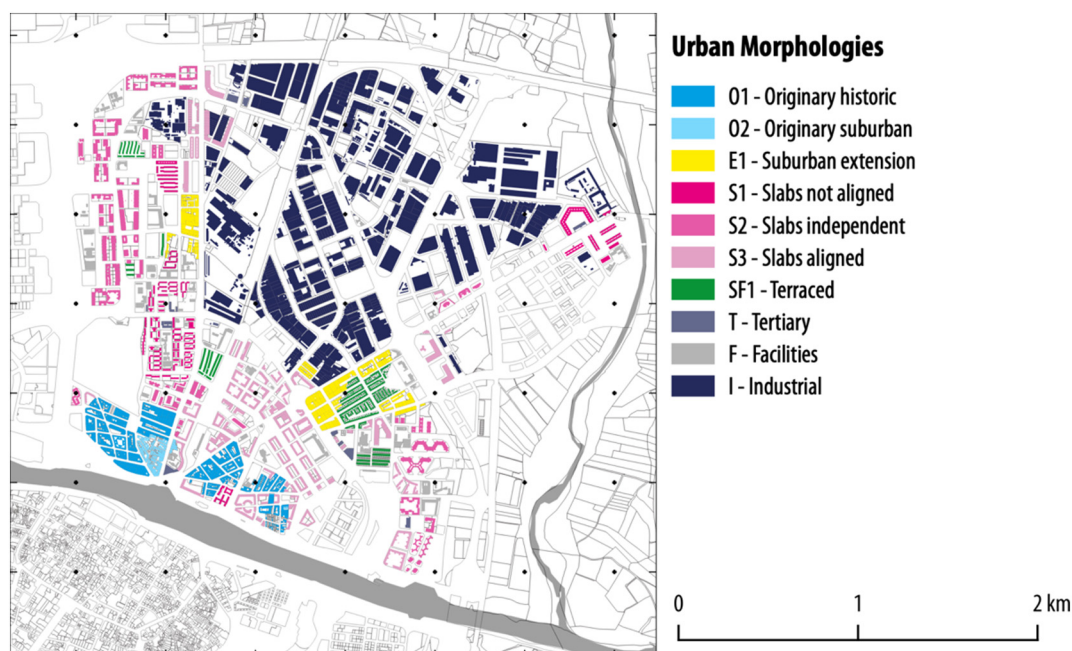 Urban Morphologies
O1 - Originary historic
O2 - Originary suburban
E1 - Suburban extension
S1 - Slabs not aligned
S2 - Slabs independent
S3 - Slabs aligned
SF1 - Terraced
T - Tertiary
F - Facilities
I - Industrial
0 1 2 km